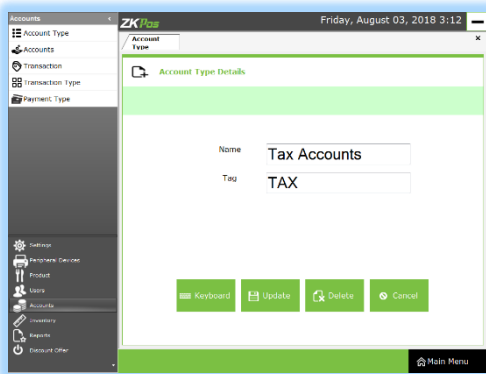 Accounts
Account Type
Accounts
Transaction
Transaction Type
Payment Type
Settings
Peripheral Devices
Product
Users
Accounts
Inventory
Reports
Discount Offer
ZKPos
Friday, August 03, 2018 3:12
Account
Type
Account Type Details
Name
Tax Accounts
Tag
TAX
Keyboard
Update
Delete
Cancel
Main Menu